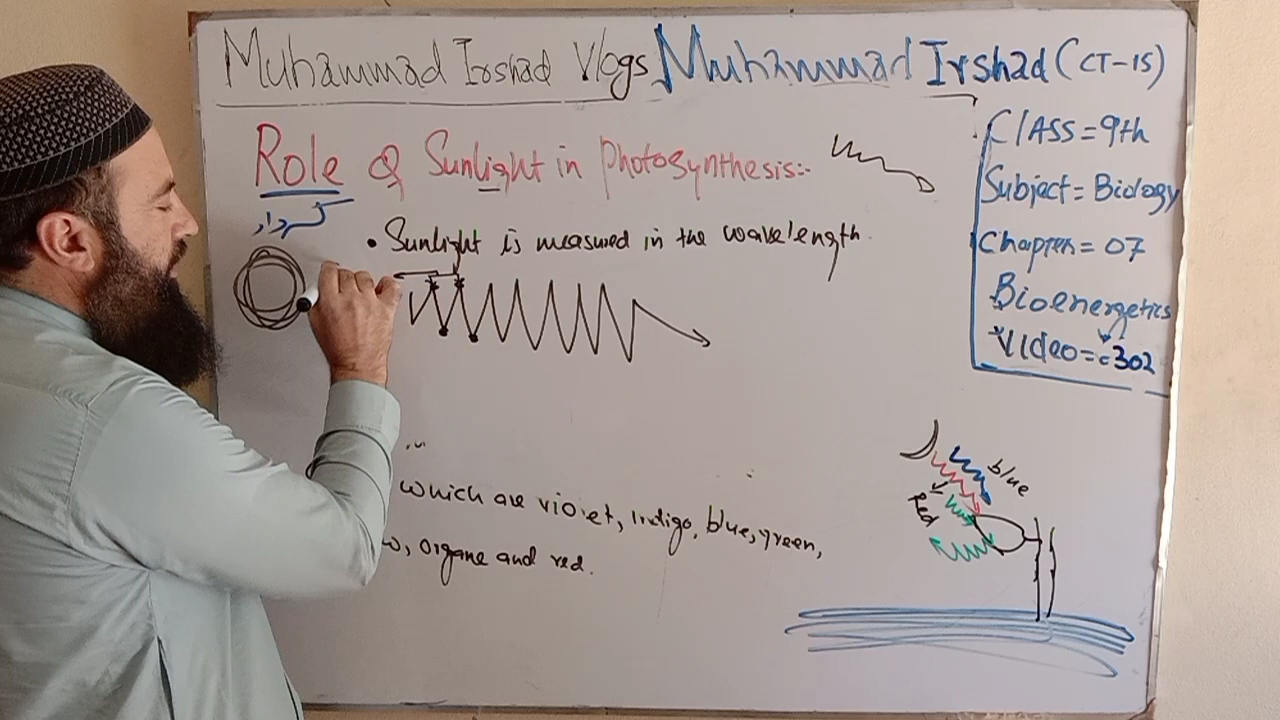 Muhammad Irshad Vlogs Muhammad Irshad (CT-15)
Role of Sunlight in Photosynthesis:-
کردار
• Sunlight is measured in the wavelength.
which are violet, Indigo, blue, green,
organe and red.
Class = 9th
Subject = Biology
Chapter = 07
Bioenergetics
Video = 302
blue
Red